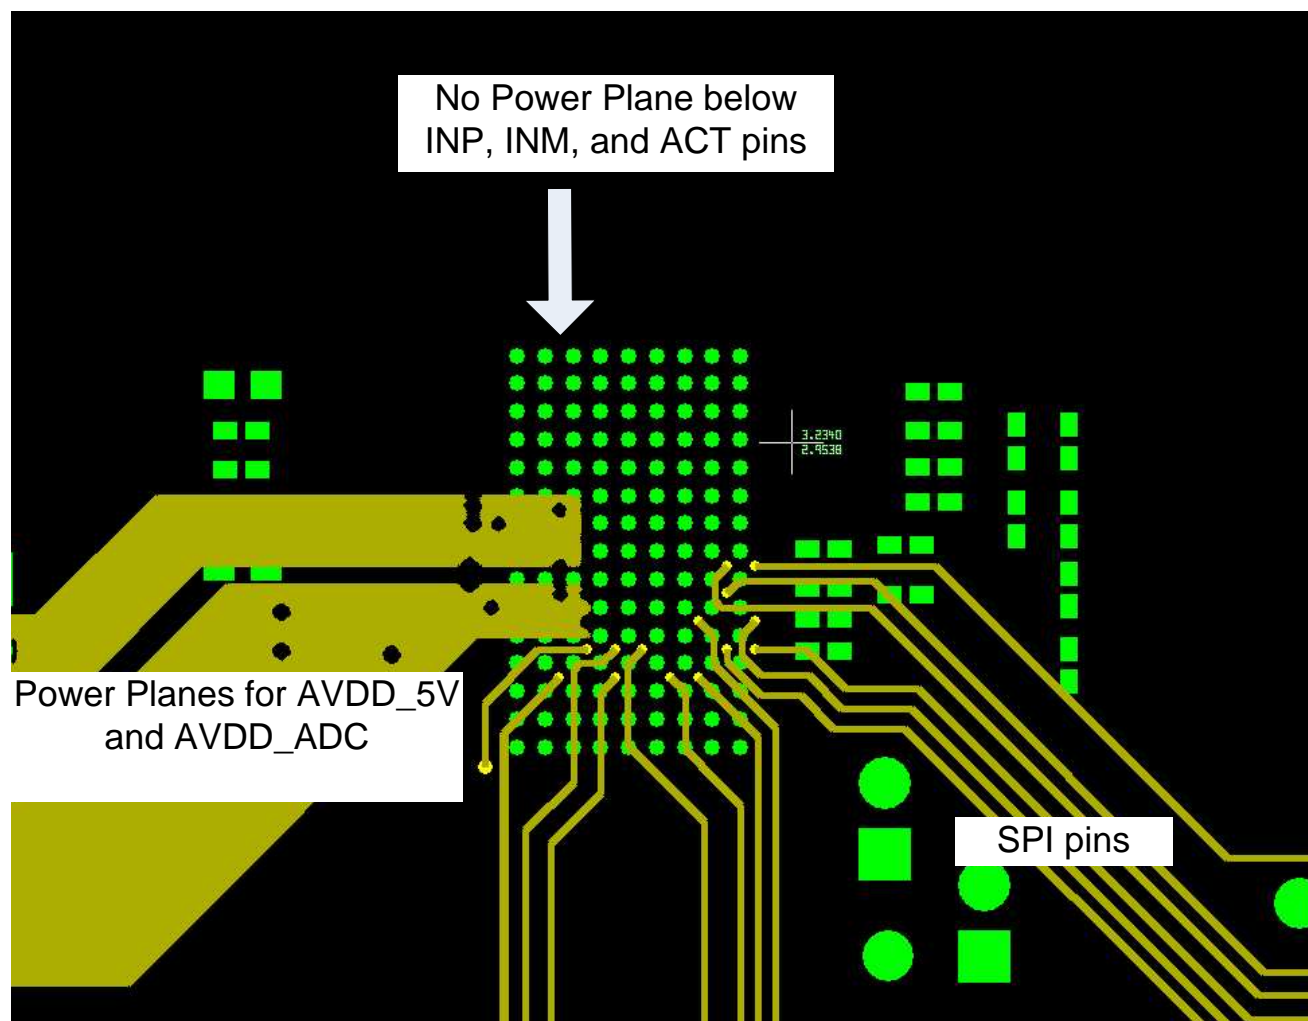 No Power Plane below
INP, INM, and ACT pins
3.2340
2.9538
Power Planes for AVDD_5V
and AVDD_ADC
SPI pins